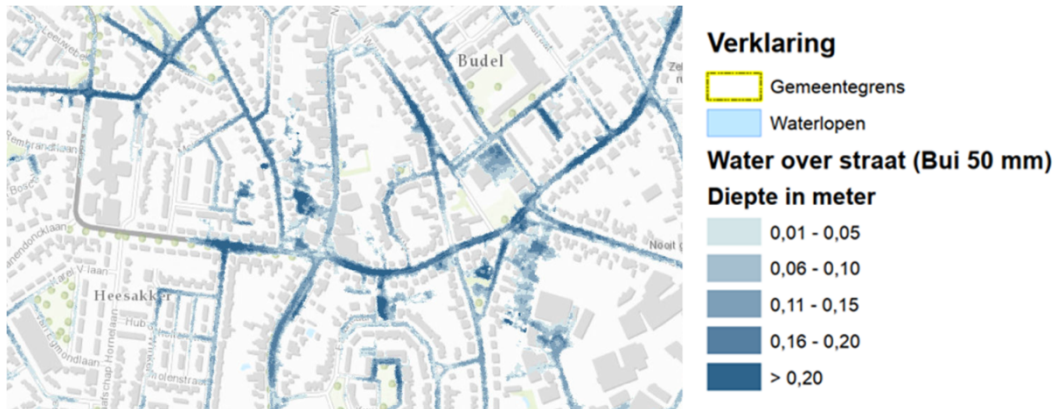 Budel
Rembrandtlaan
Heesakker
Verklaring
Gemeentegrens
Waterlopen
Water over straat (Bui 50 mm)
Diepte in meter
0,01 - 0,05
0,06 - 0,10
0,11 - 0,15
0,16 - 0,20
> 0,20